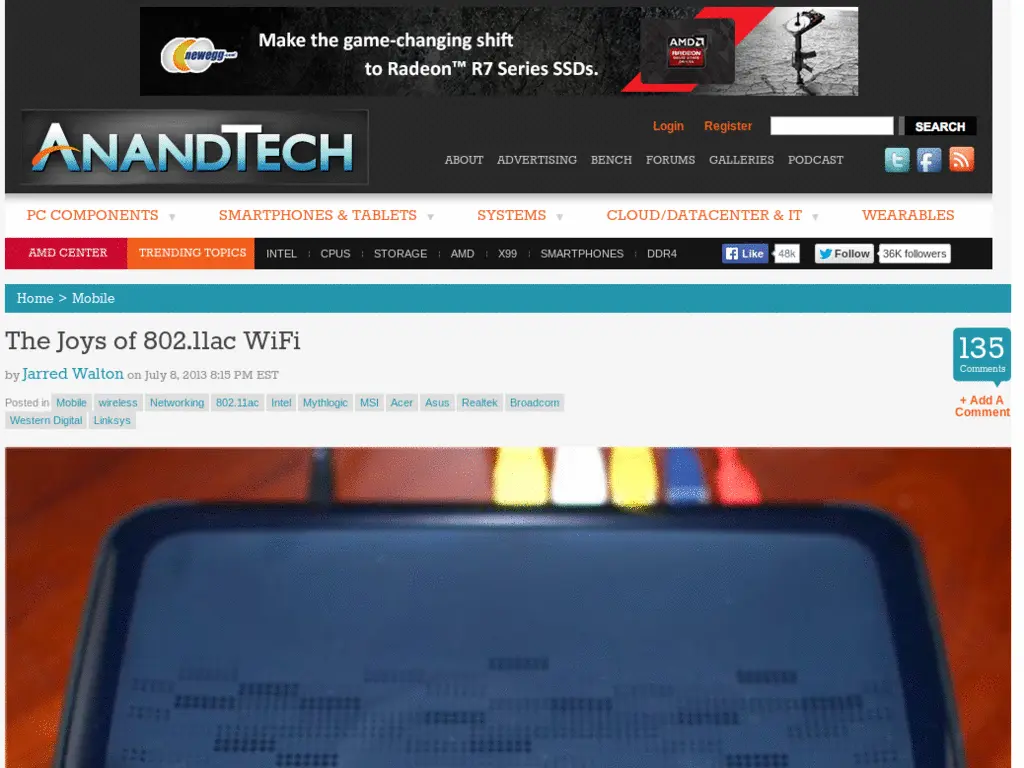 newegg.com
Make the game-changing shift
to Radeon™ R7 Series SSDs.
AMD
RADEON
ANANDTECH
Login Register SEARCH
ABOUT ADVERTISING BENCH FORUMS GALLERIES PODCAST
PC COMPONENTS SMARTPHONES & TABLETS SYSTEMS CLOUD/DATACENTER & IT WEARABLES
AMD CENTER TRENDING TOPICS INTEL CPUS STORAGE AMD X99 SMARTPHONES DDR4 Like 48k Follow 36K followers
Home > Mobile
The Joys of 802.11ac WiFi
135
Comments
by Jarred Walton on July 8, 2013 8:15 PM EST
Posted in Mobile wireless Networking 802.11ac Intel Mythlogic MSI Acer Asus Realtek Broadcom
Western Digital Linksys
+ Add A
Comment